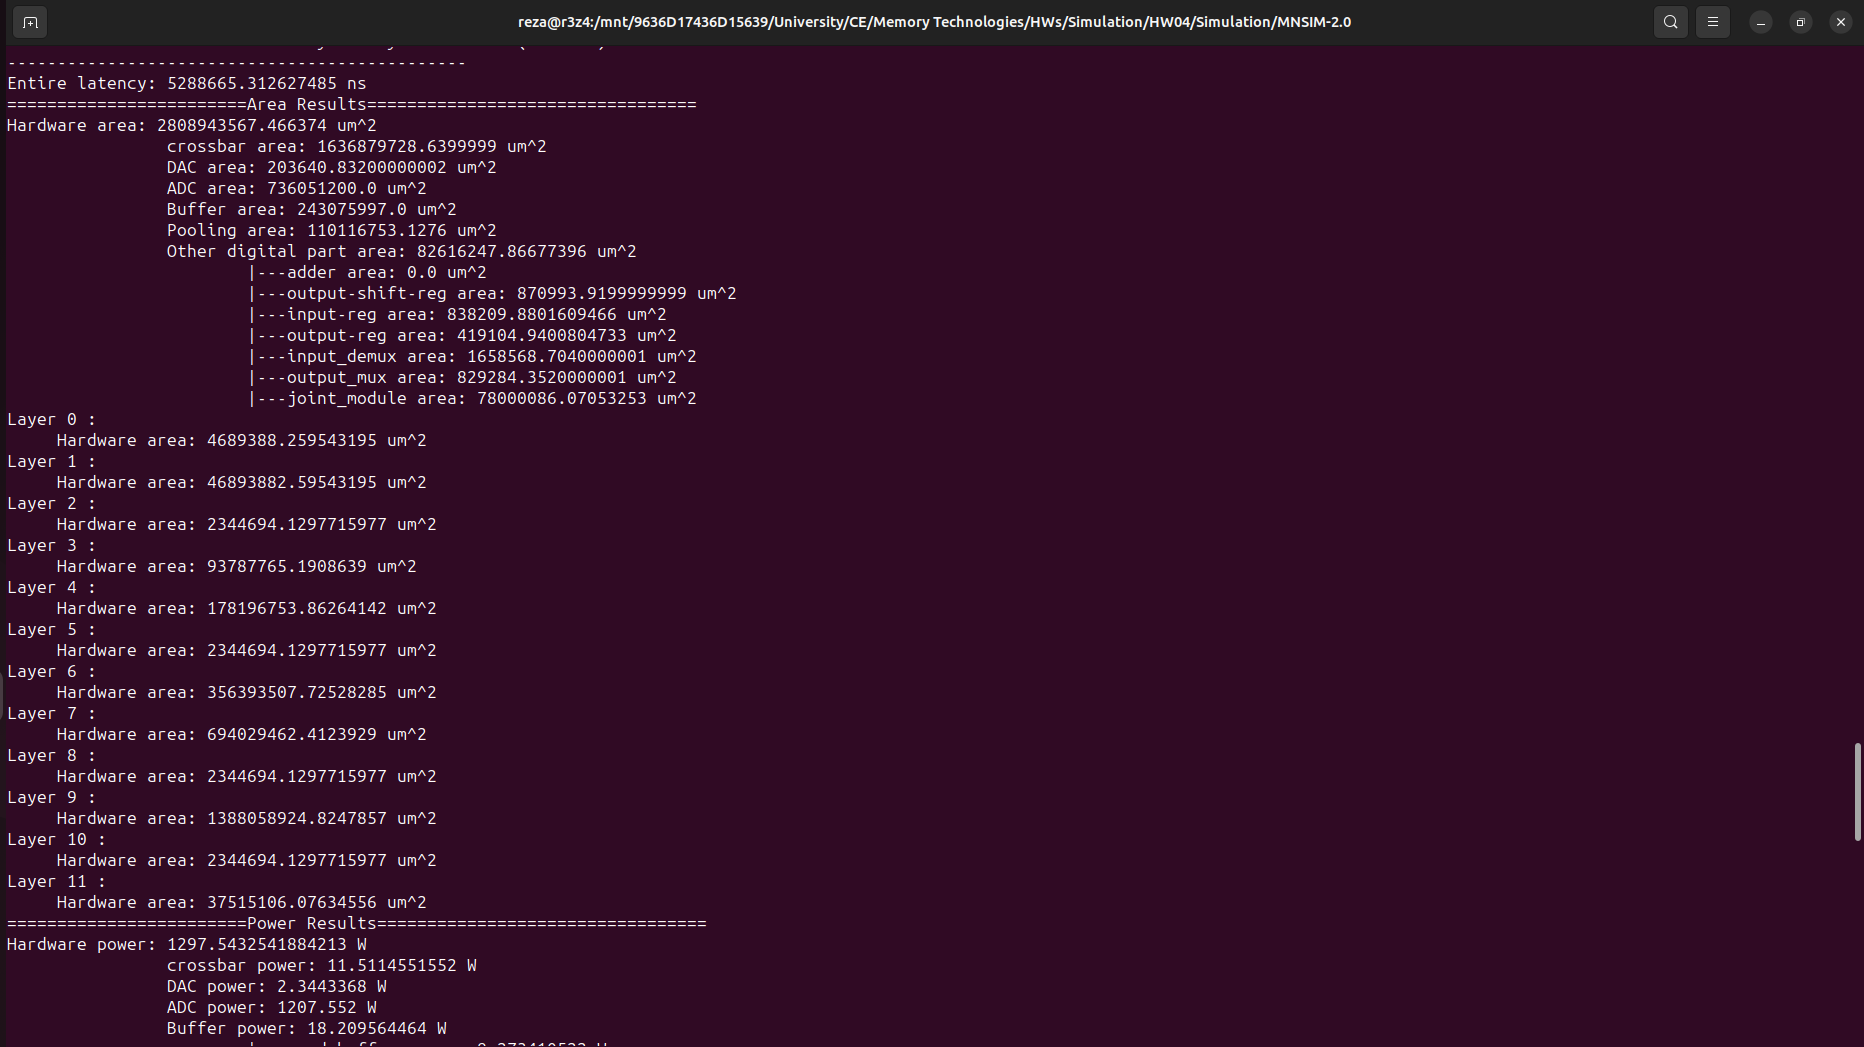 reza@r3z4:/mnt/9636D17436D15639/University/CE/Memory Technologies/HWs/Simulation/HW04/Simulation/MNSIM-2.0
----------------------------------------------
Entire latency: 5288665.312627485 ns
========================Area Results=================================
Hardware area: 2808943567.466374 um^2
                crossbar area: 1636879728.6399999 um^2
                DAC area: 203640.83200000002 um^2
                ADC area: 736051200.0 um^2
                Buffer area: 243075997.0 um^2
                Pooling area: 110116753.1276 um^2
                Other digital part area: 82616247.86677396 um^2
                        |---adder area: 0.0 um^2
                        |---output-shift-reg area: 870993.9199999999 um^2
                        |---input-reg area: 838209.8801609466 um^2
                        |---output-reg area: 419104.9400804733 um^2
                        |---input_demux area: 1658568.7040000001 um^2
                        |---output_mux area: 829284.3520000001 um^2
                        |---joint_module area: 78000086.07053253 um^2
Layer 0 :
     Hardware area: 4689388.259543195 um^2
Layer 1 :
     Hardware area: 46893882.59543195 um^2
Layer 2 :
     Hardware area: 2344694.1297715977 um^2
Layer 3 :
     Hardware area: 93787765.1908639 um^2
Layer 4 :
     Hardware area: 178196753.86264142 um^2
Layer 5 :
     Hardware area: 2344694.1297715977 um^2
Layer 6 :
     Hardware area: 356393507.72528285 um^2
Layer 7 :
     Hardware area: 694029462.4123929 um^2
Layer 8 :
     Hardware area: 2344694.1297715977 um^2
Layer 9 :
     Hardware area: 1388058924.8247857 um^2
Layer 10 :
     Hardware area: 2344694.1297715977 um^2
Layer 11 :
     Hardware area: 37515106.07634556 um^2
========================Power Results=================================
Hardware power: 1297.5432541884213 W
                crossbar power: 11.5114551552 W
                DAC power: 2.3443368 W
                ADC power: 1207.552 W
                Buffer power: 18.209564464 W